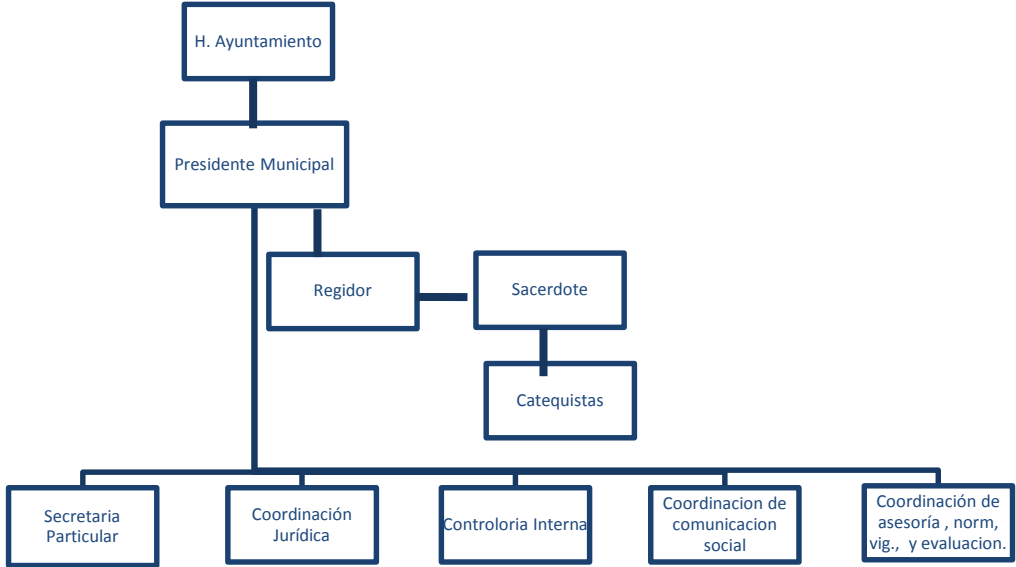 H. Ayuntamiento
Presidente Municipal
Regidor
Sacerdote
Catequistas
Secretaria
Particular
Coordinación
Jurídica
Controloria Interna
Coordinacion de
comunicacion
social
Coordinación de
asesoría , norm,
vig., y evaluacion.